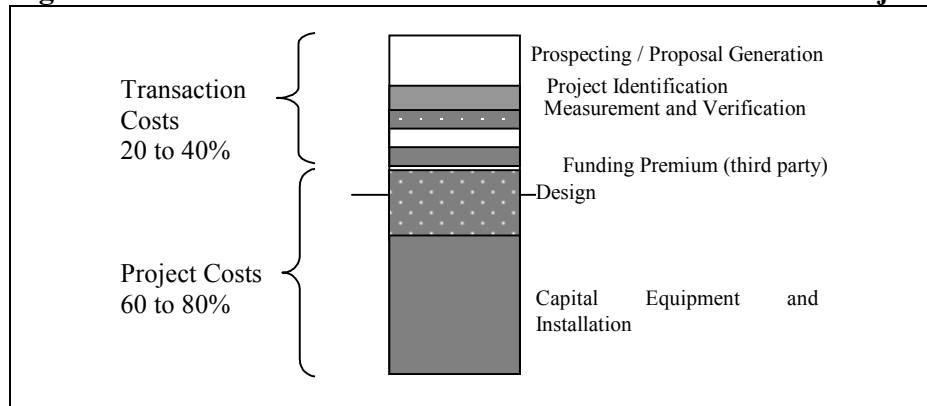 Prospecting / Proposal Generation
Transaction
Costs
20 to 40%
Project Identification
Measurement and Verification
Funding Premium (third party)
Design
Project Costs
60 to 80%
Capital Equipment and
Installation